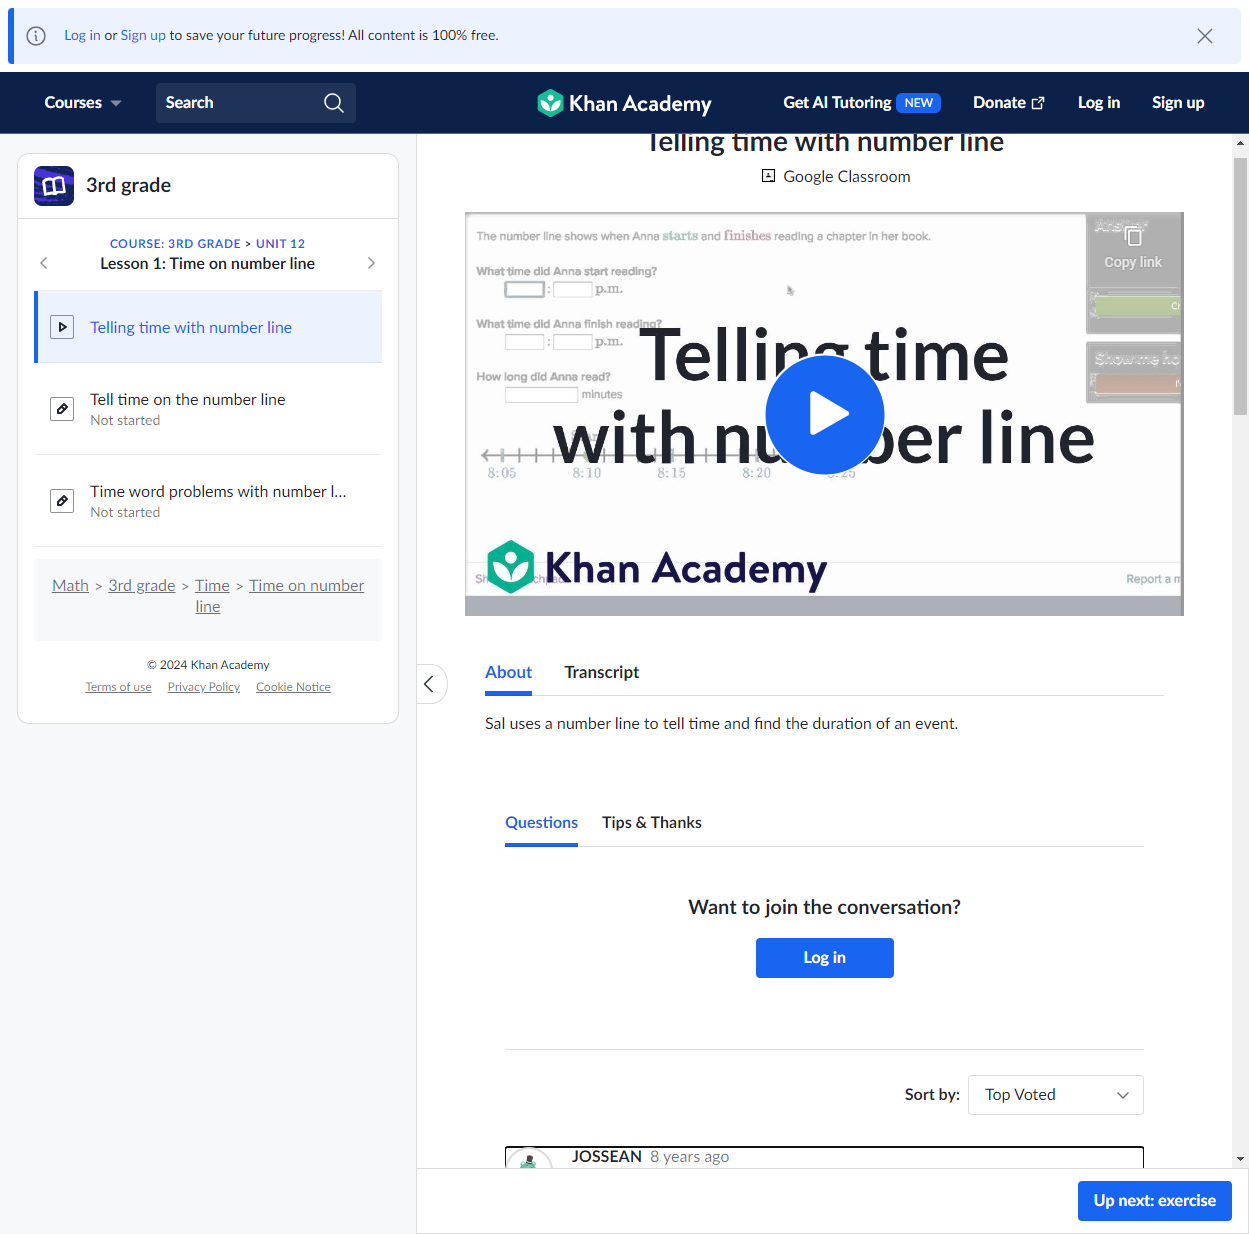 Log in or Sign up to save your future progress! All content is 100% free.
Courses
Search
Khan Academy
Get AI Tutoring NEW
Donate
Log in
Sign up
3rd grade
COURSE: 3RD GRADE > UNIT 12
Lesson 1: Time on number line
Telling time with number line
Tell time on the number line
Not started
Time word problems with number l...
Not started
Math > 3rd grade > Time > Time on number
line
© 2024 Khan Academy
Terms of use Privacy Policy Cookie Notice
Telling time with number line
Google Classroom
The number line shows when Anna starts and finishes reading a chapter in her book.
Answer
Copy link
What time did Anna start reading?
: p.m.
What time did Anna finish reading?
: p.m.
Show me ho
How long did Anna read?
minutes
Telling time
with number line
8:05 8:10 8:15 8:20 8:25
Khan Academy
Report a m
About Transcript
Sal uses a number line to tell time and find the duration of an event.
Questions Tips & Thanks
Want to join the conversation?
Log in
Sort by: Top Voted
JOSSEAN 8 years ago
Up next: exercise